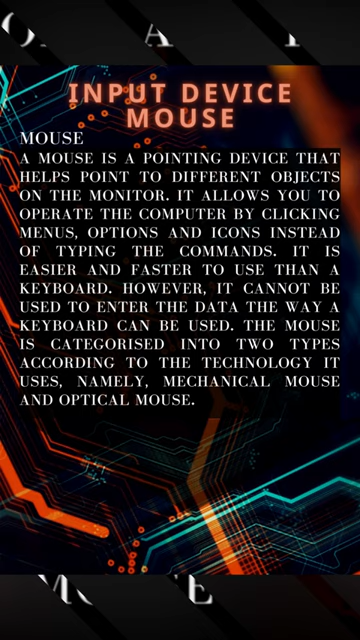 INPUT DEVICE
MOUSE
MOUSE
A MOUSE IS A POINTING DEVICE THAT
HELPS POINT TO DIFFERENT OBJECTS
ON THE MONITOR. IT ALLOWS YOU TO
OPERATE THE COMPUTER BY CLICKING
MENUS, OPTIONS AND ICONS INSTEAD
OF TYPING THE COMMANDS. IT IS
EASIER AND FASTER TO USE THAN A
KEYBOARD. HOWEVER, IT CANNOT BE
USED TO ENTER THE DATA THE WAY A
KEYBOARD CAN BE USED. THE MOUSE
IS CATEGORISED INTO TWO TYPES
ACCORDING TO THE TECHNOLOGY IT
USES, NAMELY, MECHANICAL MOUSE
AND OPTICAL MOUSE.